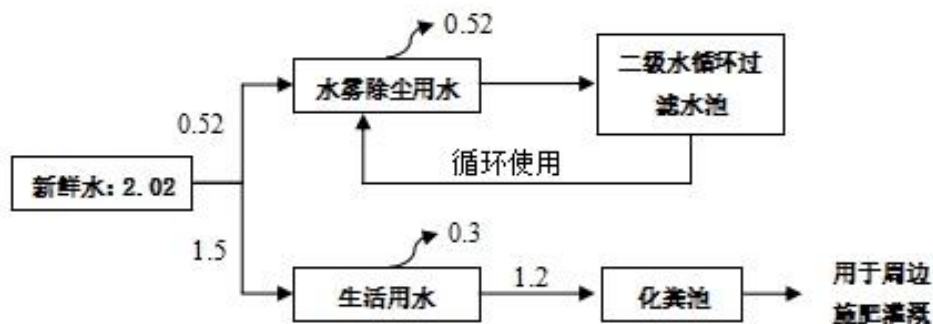 0.52
水雾除尘用水
二级水循环过
滤水池
0.52
循环使用
新鲜水: 2.02
1.5
0.3
生活用水
1.2
化粪池
用于周边
施肥灌溉